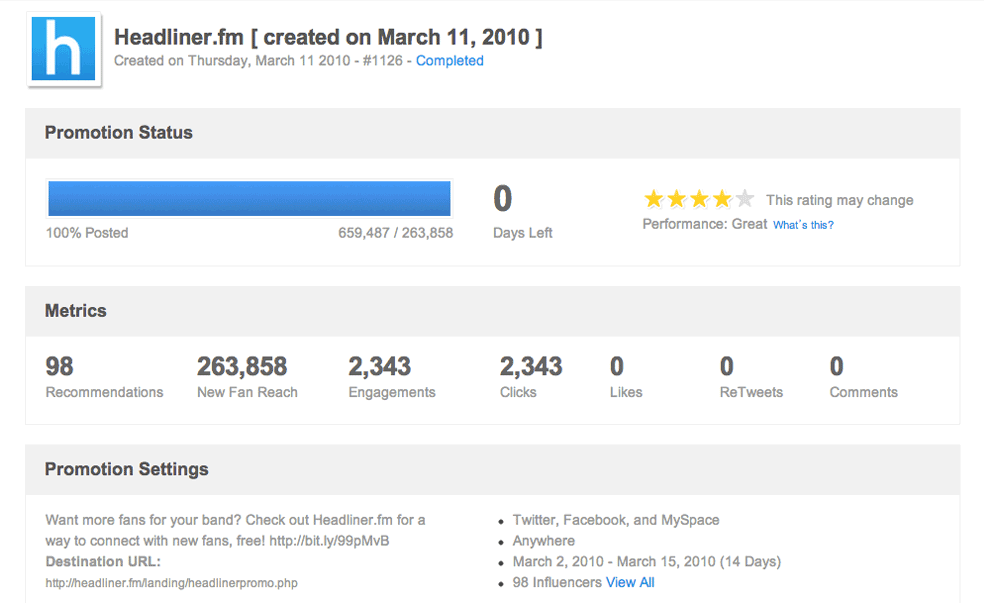 h
Headliner.fm [ created on March 11, 2010 ]
Created on Thursday, March 11 2010 - #1126 - Completed
Promotion Status
0
This rating may change
Performance: Great What's this?
100% Posted 659,487 / 263,858 Days Left
Metrics
98 263,858 2,343 2,343 0 0 0
Recommendations New Fan Reach Engagements Clicks Likes ReTweets Comments
Promotion Settings
Want more fans for your band? Check out Headliner.fm for a
way to connect with new fans, free! http://bit.ly/99pMvB
Destination URL:
http://headliner.fm/landing/headlinerpromo.php
• Twitter, Facebook, and MySpace
• Anywhere
• March 2, 2010 - March 15, 2010 (14 Days)
• 98 Influencers View All